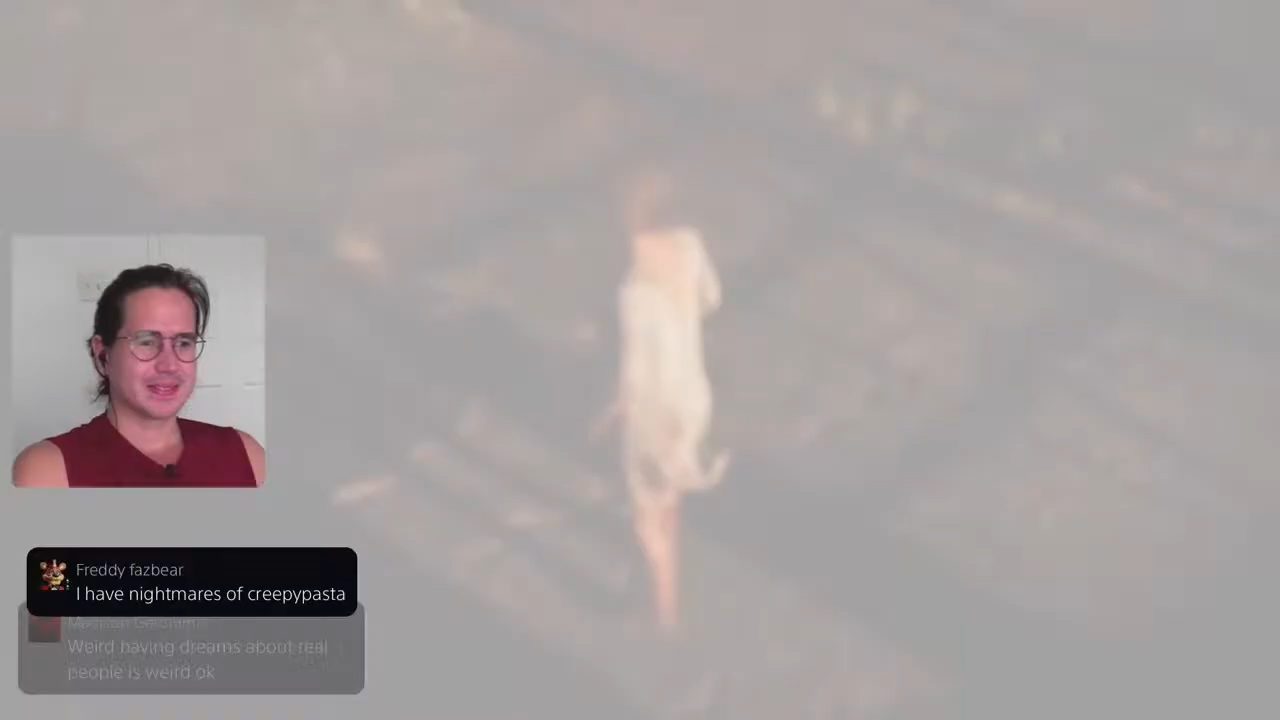 Freddy fazbear
I have nightmares of creepypasta
Weird having dreams about real
people is weird ok